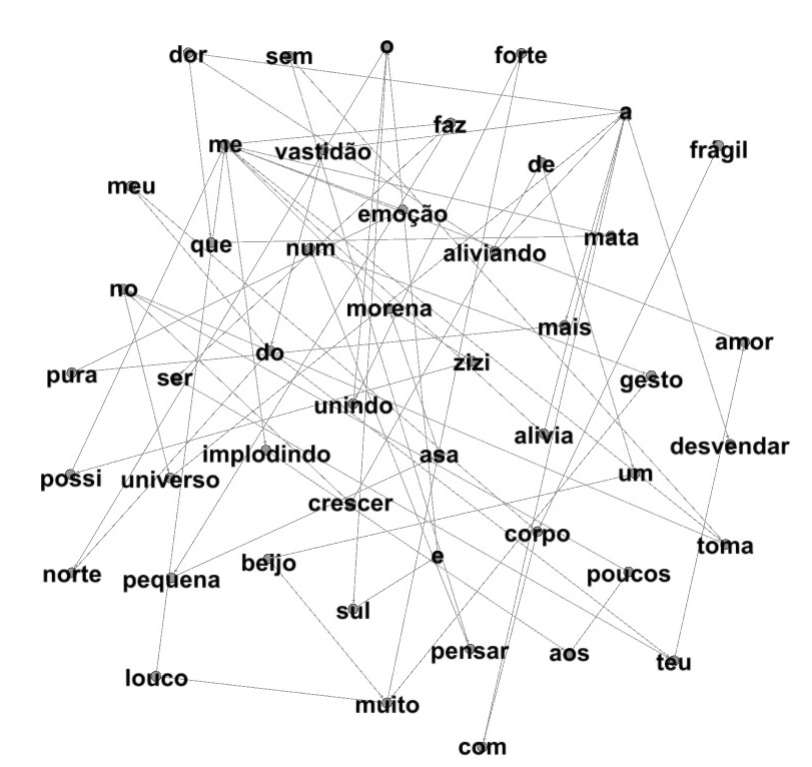 o
dor
sem
forte
a
faz
me
vastidão
frágil
de
meu
emoção
que
num
mata
aliviando
no
morena
mais
amor
do
zizi
pura
ser
gesto
unindo
alivia
desvendar
implodindo
asa
possi
universo
um
crescer
corpo
toma
e
beijo
norte
pequena
poucos
sul
pensar
aos
teu
louco
muito
com